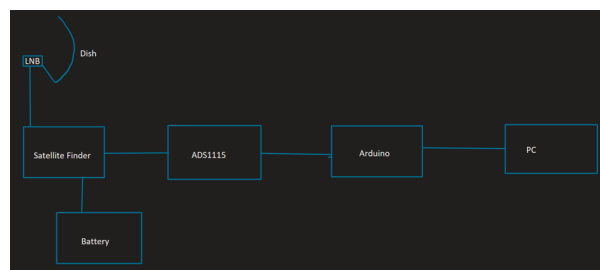 Dish
LNB
Satellite Finder
ADS1115
Arduino
PC
Battery